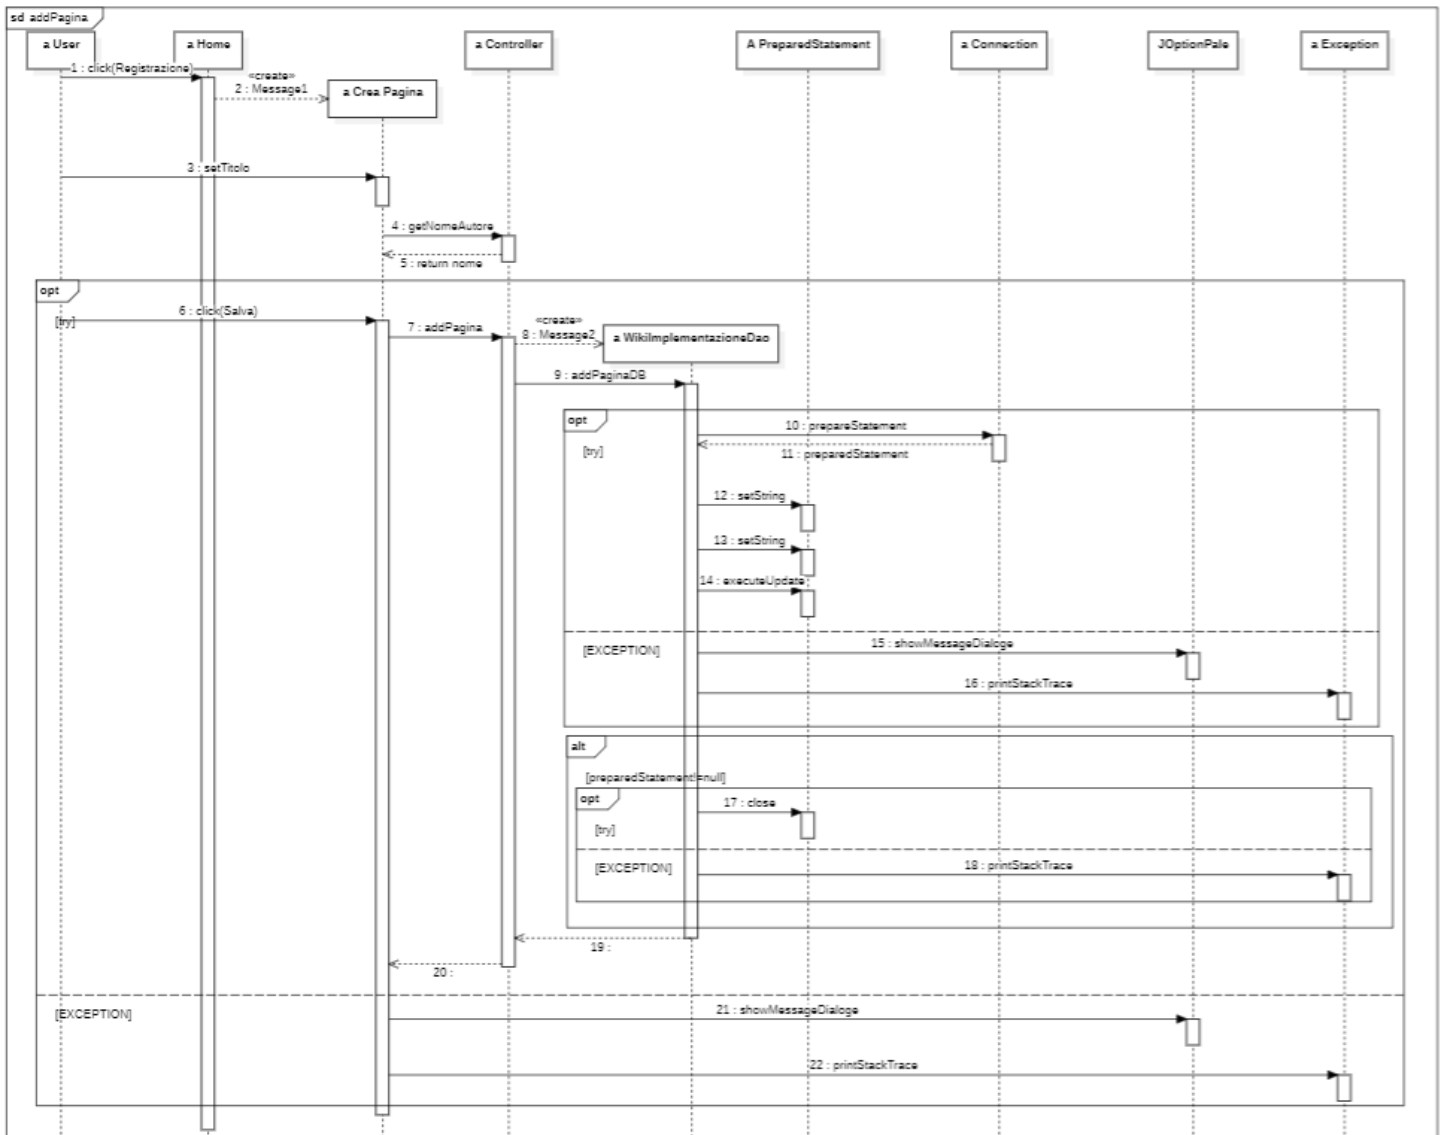 sd addPagina
a User
a Home
a Controller
A PreparedStatement
a Connection
JOptionPale
a Exception
1 : click(Registrazione)
«create»
2 : Message1
a Crea Pagina
3 : setTitolo
4 : getNomeAutore
5 : return nome
opt
[try]
6 : click(Salva)
7 : addPagina
«create»
8 : Message2
a WikiImplementazioneDao
9 : addPaginaDB
opt
[try]
10 : prepareStatement
11 : preparedStatement
12 : setString
13 : setString
14 : executeUpdate
[EXCEPTION]
15 : showMessageDialoge
16 : printStackTrace
alt
[preparedStatement!=null]
opt
[try]
17 : close
[EXCEPTION]
18 : printStackTrace
19 :
20 :
[EXCEPTION]
21 : showMessageDialoge
22 : printStackTrace